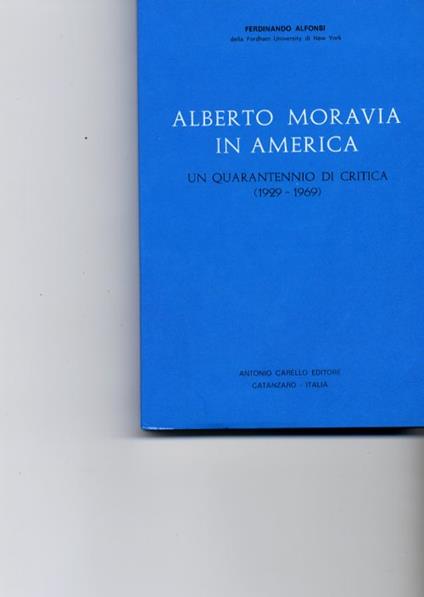 FERDINANDO ALFONSI
della Fordham University di New York
ALBERTO MORAVIA
IN AMERICA
UN QUARANTENNIO DI CRITICA
(1929 - 1969)
ANTONIO CARELLO EDITORE
CATANZARO - ITALIA